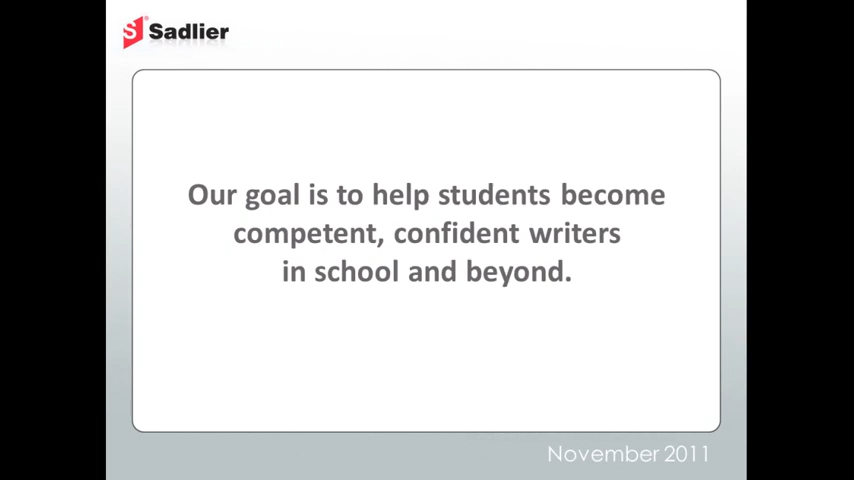 Sadlier
Our goal is to help students become
competent, confident writers
in school and beyond.
November 2011